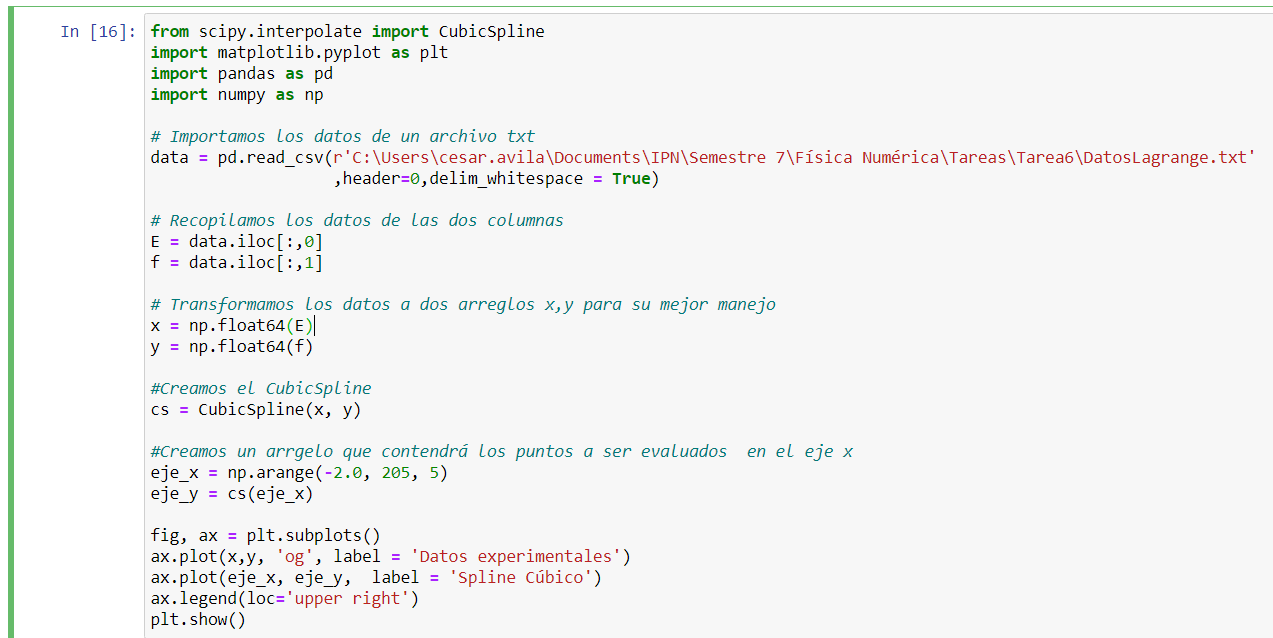 In [16]: from scipy.interpolate import CubicSpline
import matplotlib.pyplot as plt
import pandas as pd
import numpy as np
# Importamos los datos de un archivo txt
data = pd.read_csv(r'C:\Users\cesar.avila\Documents\IPN\Semestre 7\Física Numérica\Tareas\Tarea6\DatosLagrange.txt'
,header=0,delim_whitespace = True)
# Recopilamos los datos de las dos columnas
E = data.iloc[:,0]
f = data.iloc[:,1]
# Transformamos los datos a dos arreglos x,y para su mejor manejo
x = np.float64(E)
y = np.float64(f)
#Creamos el CubicSpline
cs = CubicSpline(x, y)
#Creamos un arrgelo que contendrá los puntos a ser evaluados  en el eje x
eje_x = np.arange(-2.0, 205, 5)
eje_y = cs(eje_x)
fig, ax = plt.subplots()
ax.plot(x,y, 'og', label = 'Datos experimentales')
ax.plot(eje_x, eje_y,  label = 'Spline Cúbico')
ax.legend(loc='upper right')
plt.show()